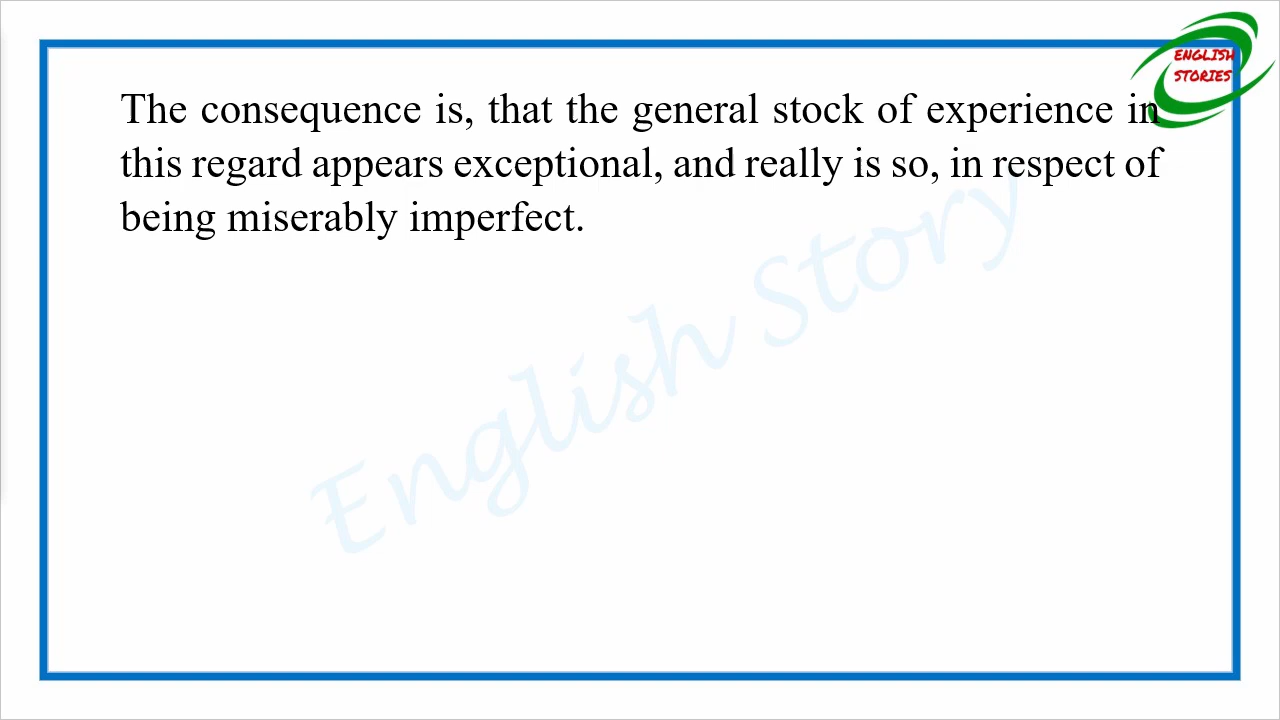 ENGLISH
STORIES
The consequence is, that the general stock of experience in
this regard appears exceptional, and really is so, in respect of
being miserably imperfect.
English Story